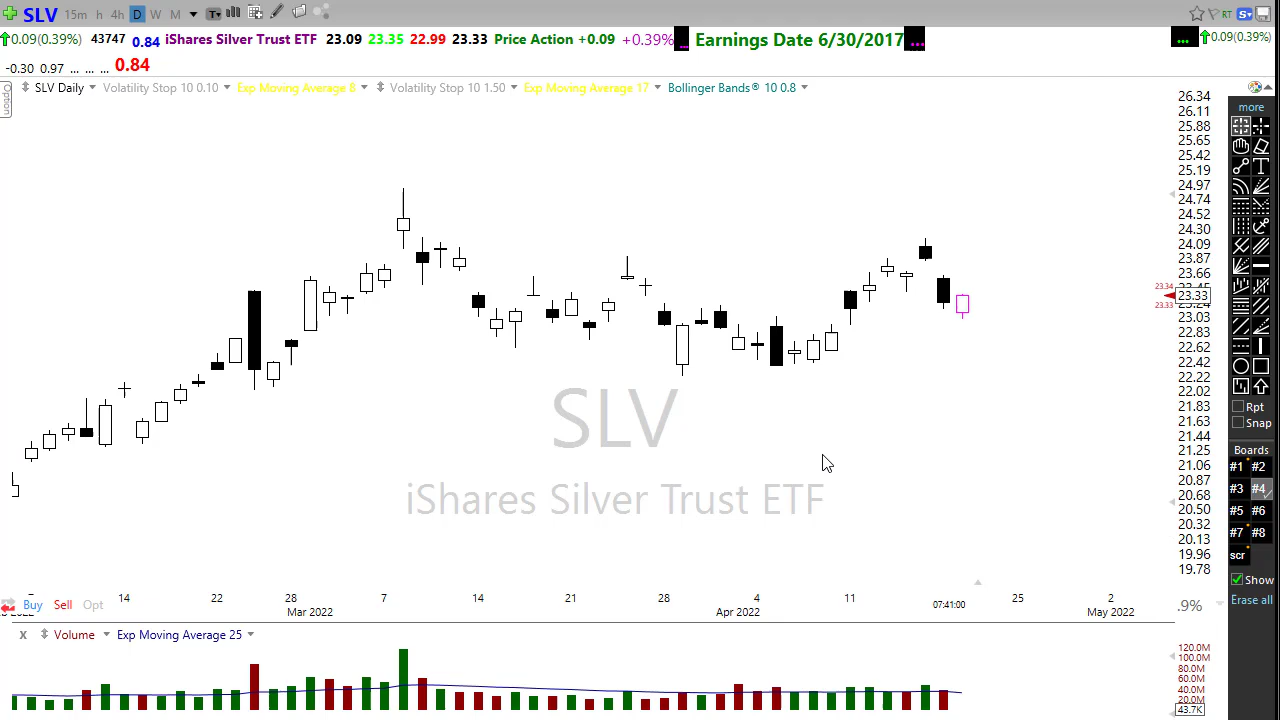 SLV 15m h 4h D W M T RT S
0.09(0.39%) 43747 0.84 iShares Silver Trust ETF 23.09 23.35 22.99 23.33 Price Action +0.09 +0.39% ... Earnings Date 6/30/2017 ... ... 0.09(0.39%)
-0.30 0.97 ... ... ... 0.84
Option
SLV Daily Volatility Stop 10 0.10 Exp Moving Average 8 Volatility Stop 10 1.50 Exp Moving Average 17 Bollinger Bands® 10 0.8
26.34
26.11
25.88
25.65
25.42
25.19
24.97
24.74
24.52
24.30
24.09
23.87
23.66
23.34
23.33
23.33
23.03
22.83
22.62
22.42
22.22
22.02
21.83
21.63
21.44
21.25
21.06
20.87
20.68
20.50
20.32
20.13
19.96
19.78
SLV
iShares Silver Trust ETF
more
Rpt
Snap
Boards
#1 #2
#3 #4
#5 #6
#7 #8
scr
Show
Erase all
Buy Sell Opt
14 22 7 14 21 28 4 11 07:41:00 25 2
Mar 2022 Apr 2022 May 2022
.9%
X Volume Exp Moving Average 25
120.0M
100.0M
80.0M
60.0M
40.0M
20.0M
43.7K